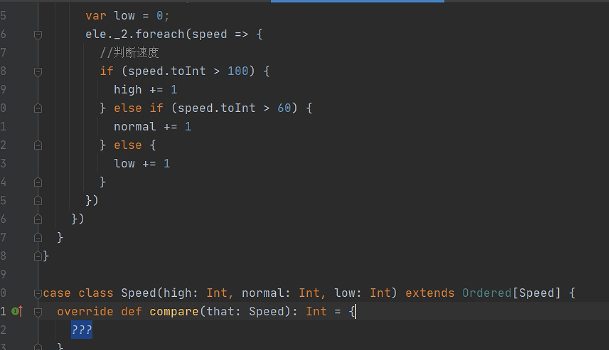 5 var low = 0;
6 ele._2.foreach(speed => {
7 //判断速度
8 if (speed.toInt > 100) {
9 high += 1
0 } else if (speed.toInt > 60) {
1 normal += 1
2 } else {
3 low += 1
4 }
5 })
6 })
7 }
8 }
9
0 case class Speed(high: Int, normal: Int, low: Int) extends Ordered[Speed] {
1 override def compare(that: Speed): Int = {
2 ???
3 }